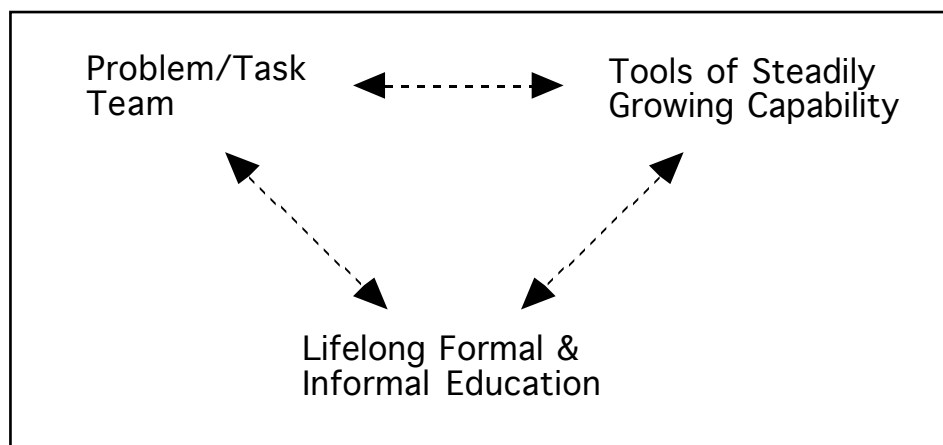 Problem/Task
Team
Tools of Steadily
Growing Capability
Lifelong Formal &
Informal Education